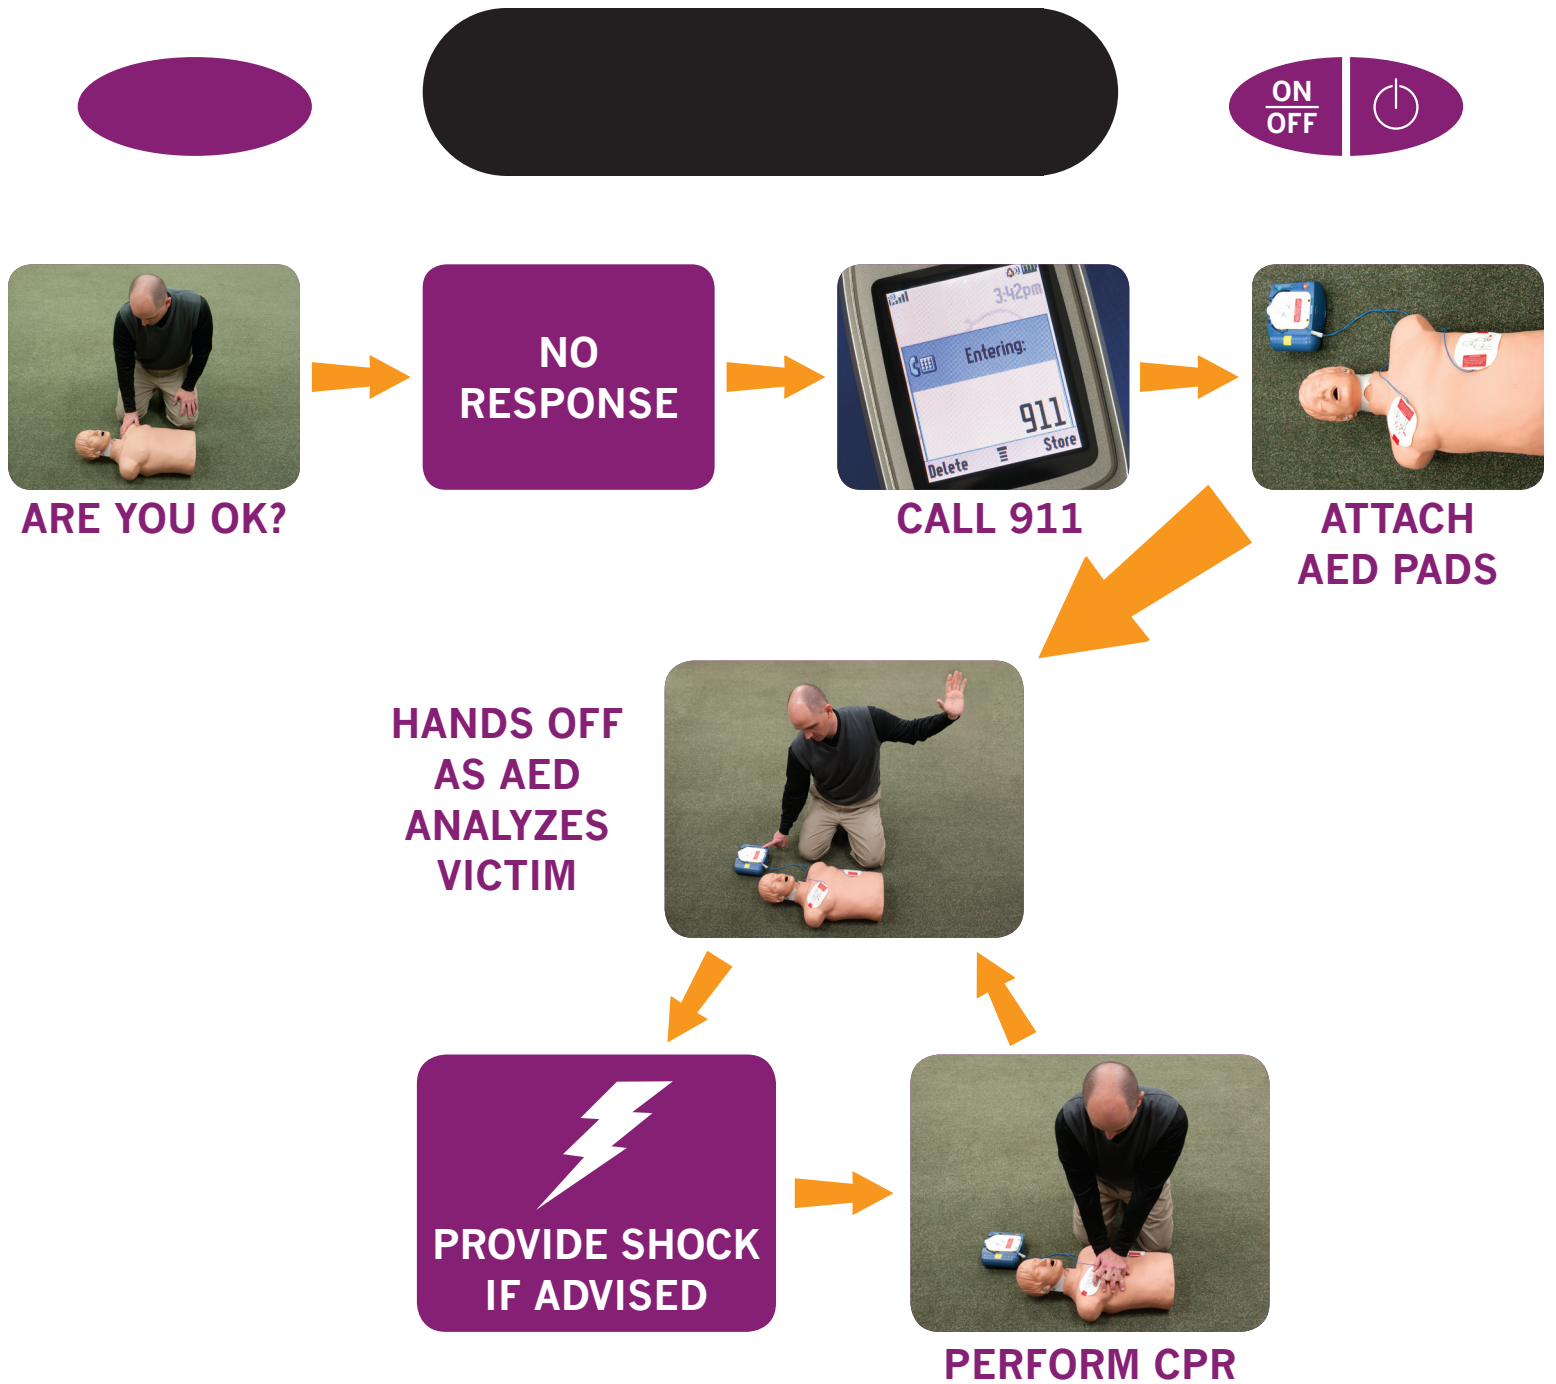 ON
OFF
NO
RESPONSE
3:42pm
Entering:
911
Delete
Store
ARE YOU OK?
CALL 911
ATTACH
AED PADS
HANDS OFF
AS AED
ANALYZES
VICTIM
PROVIDE SHOCK
IF ADVISED
PERFORM CPR